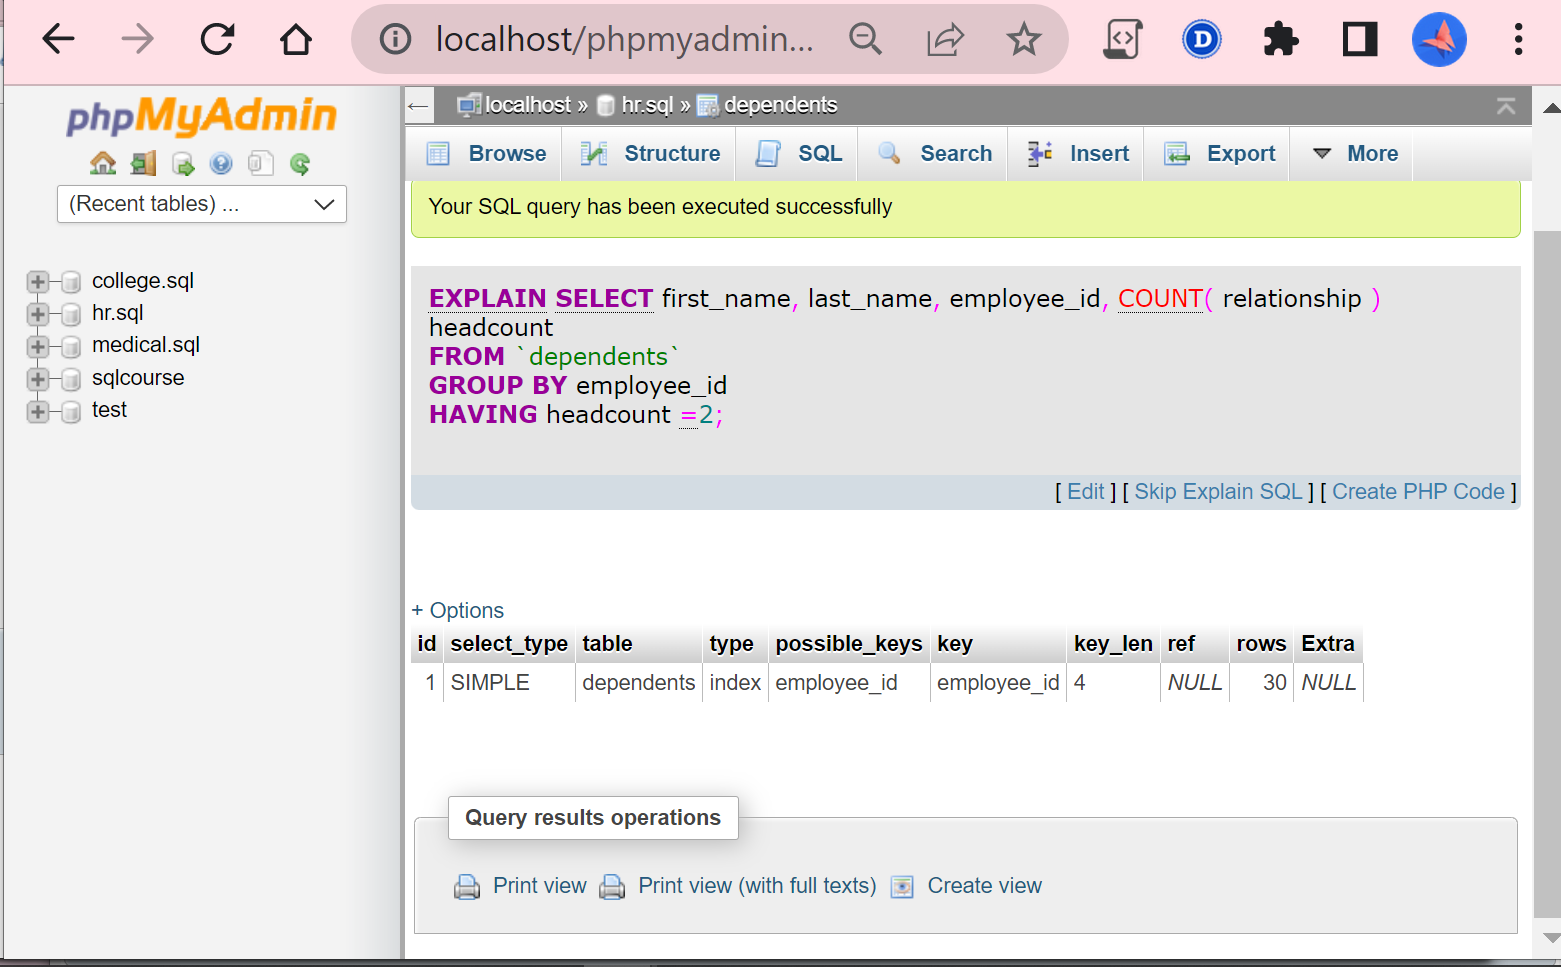 localhost/phpmyadmin...
D
phpMyAdmin
(Recent tables) ...
college.sql
hr.sql
medical.sql
sqlcourse
test
localhost » hr.sql » dependents
Browse Structure SQL Search Insert Export More
Your SQL query has been executed successfully
EXPLAIN SELECT first_name, last_name, employee_id, COUNT( relationship )
headcount
FROM `dependents`
GROUP BY employee_id
HAVING headcount =2;
[ Edit ] [ Skip Explain SQL ] [ Create PHP Code ]
+ Options
id select_type table type possible_keys key key_len ref rows Extra
1 SIMPLE dependents index employee_id employee_id 4 NULL 30 NULL
Query results operations
Print view Print view (with full texts) Create view